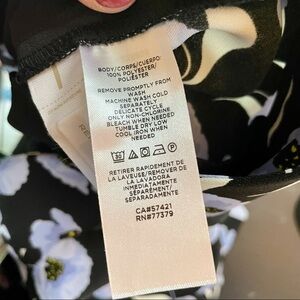 BODY/CORPS/CUERPO:
100% POLYESTER/
POLIÉSTER
REMOVE PROMPTLY FROM
WASH
MACHINE WASH COLD
SEPARATELY
DELICATE CYCLE
ONLY NON-CHLORINE
BLEACH WHEN NEEDED
TUMBLE DRY LOW
COOL IRON WHEN
NEEDED
RETIRER RAPIDEMENT DE
LA LAVEUSE/REMOVER DE
LA LAVADORA
IMMEDIATEMENT
SÉPARÉMENT/
SEPARADAMENTE
CA#57421
RN#77379